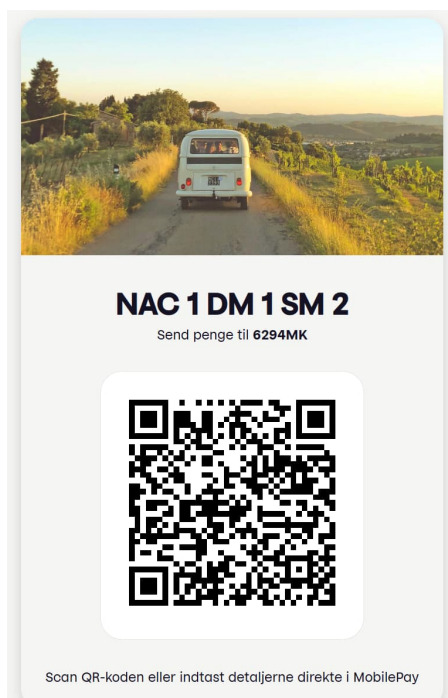 NAC 1 DM 1 SM 2
Send penge til 6294MK
Scan QR-koden eller indtast detaljerne direkte i MobilePay